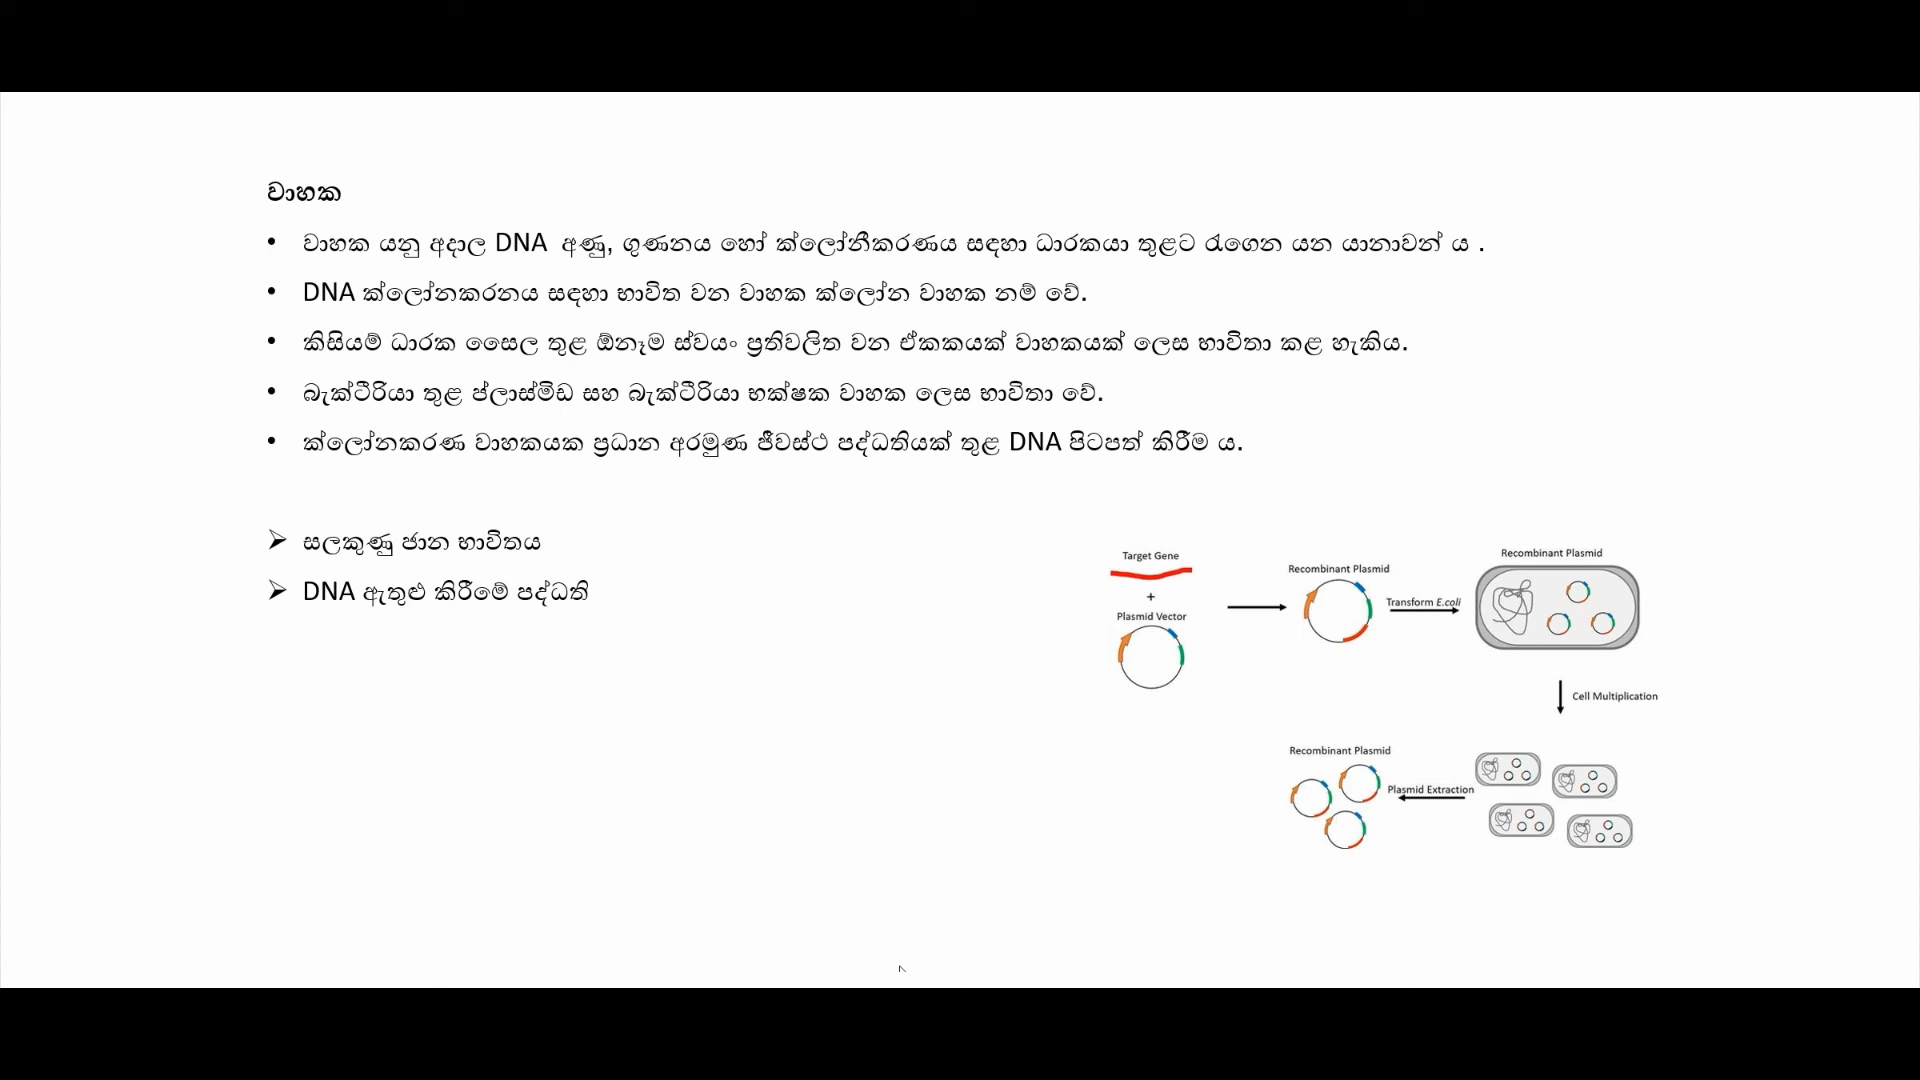 වාහක
• වාහක යනු අදාල DNA අණු, ගුණනය හෝ ක්ලෝනීකරණය සඳහා ධාරකයා තුළට රැගෙන යන යානාවන් ය .
• DNA ක්ලෝනකරනය සඳහා භාවිත වන වාහක ක්ලෝන වාහක නම් වේ.
• කිසියම් ධාරක සෛල තුළ ඕනෑම ස්වයං ප්‍රතිවලිත වන ඒකකයක් වාහකයක් ලෙස භාවිතා කළ හැකිය.
• බැක්ටීරියා තුළ ප්ලාස්මිඩ සහ බැක්ටීරියා භක්ෂක වාහක ලෙස භාවිතා වේ.
• ක්ලෝනකරණ වාහකයක ප්‍රධාන අරමුණ ජීවස්ථ පද්ධතියක් තුළ DNA පිටපත් කිරීම ය.
➢ සලකුණු ජාන භාවිතය
➢ DNA ඇතුළු කිරීමේ පද්ධති
Target Gene
+
Plasmid Vector
Recombinant Plasmid
Transform E.coli
Recombinant Plasmid
Cell Multiplication
Recombinant Plasmid
Plasmid Extraction